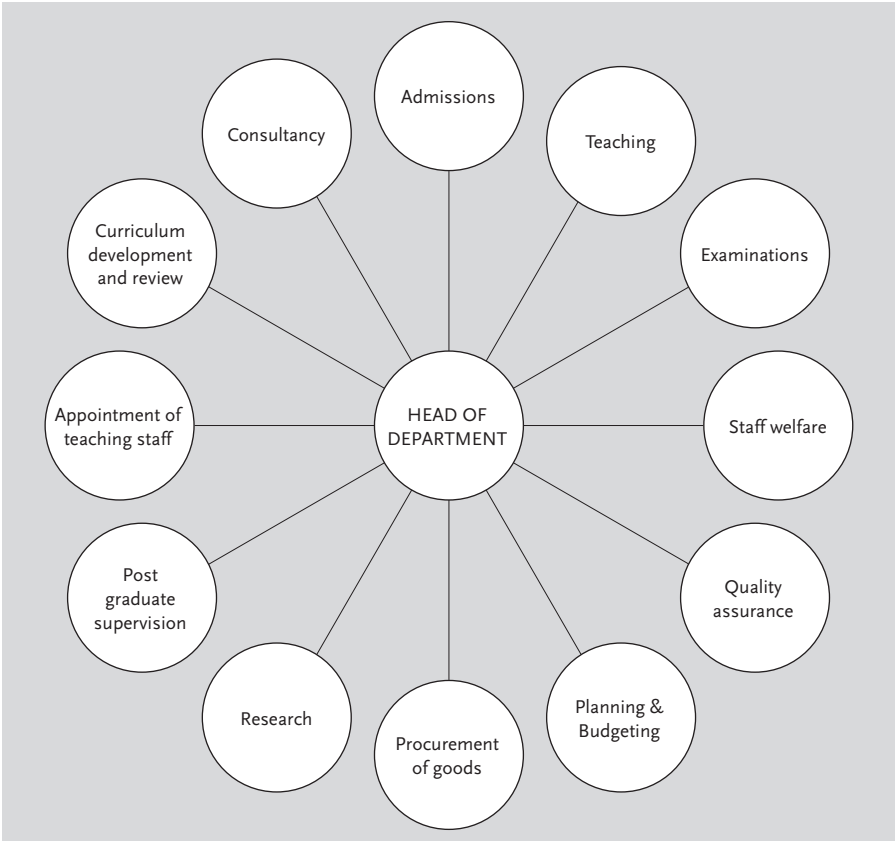 Admissions
Teaching
Examinations
Staff welfare
Quality
assurance
Planning &
Budgeting
Procurement
of goods
Research
Post
graduate
supervision
Appointment of
teaching staff
Curriculum
development
and review
Consultancy
HEAD OF
DEPARTMENT